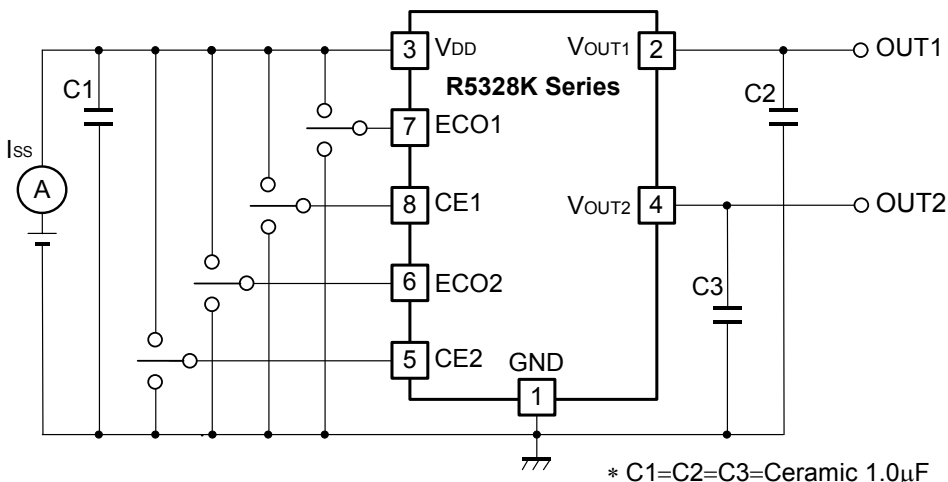 3 VDD VOUT1 2 OUT1
R5328K Series
C1 C2
7 ECO1
ISS
A
8 CE1 VOUT2 4 OUT2
6 ECO2 C3
5 CE2 GND
1
* C1=C2=C3=Ceramic 1.0μF